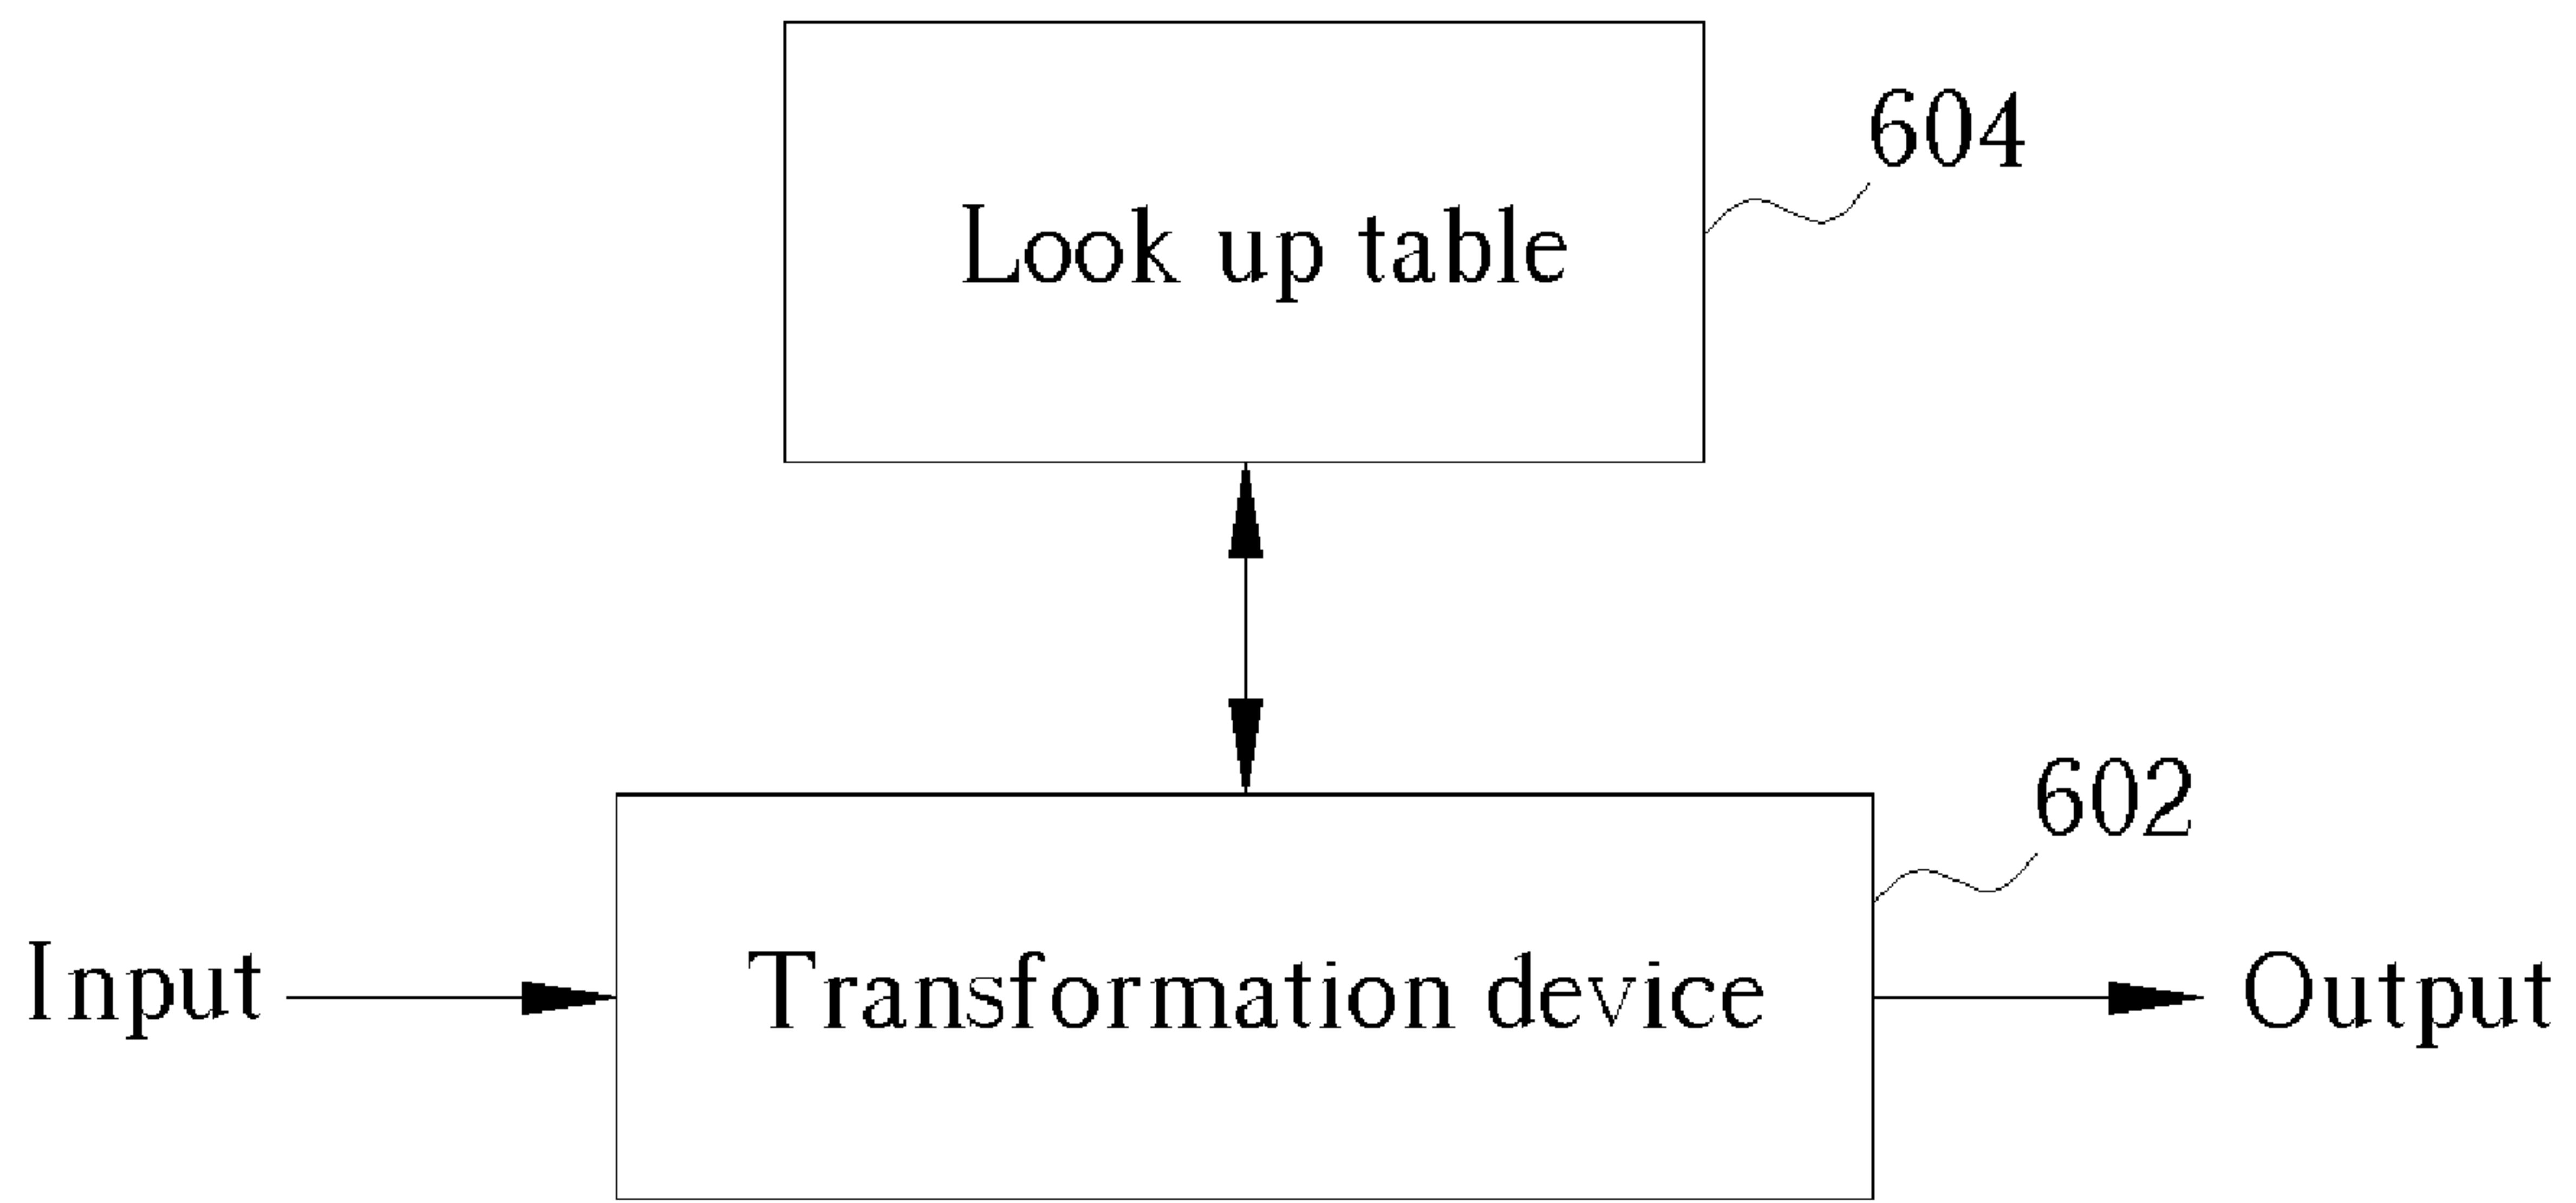 Look up table
604
602
Input
Transformation device
Output